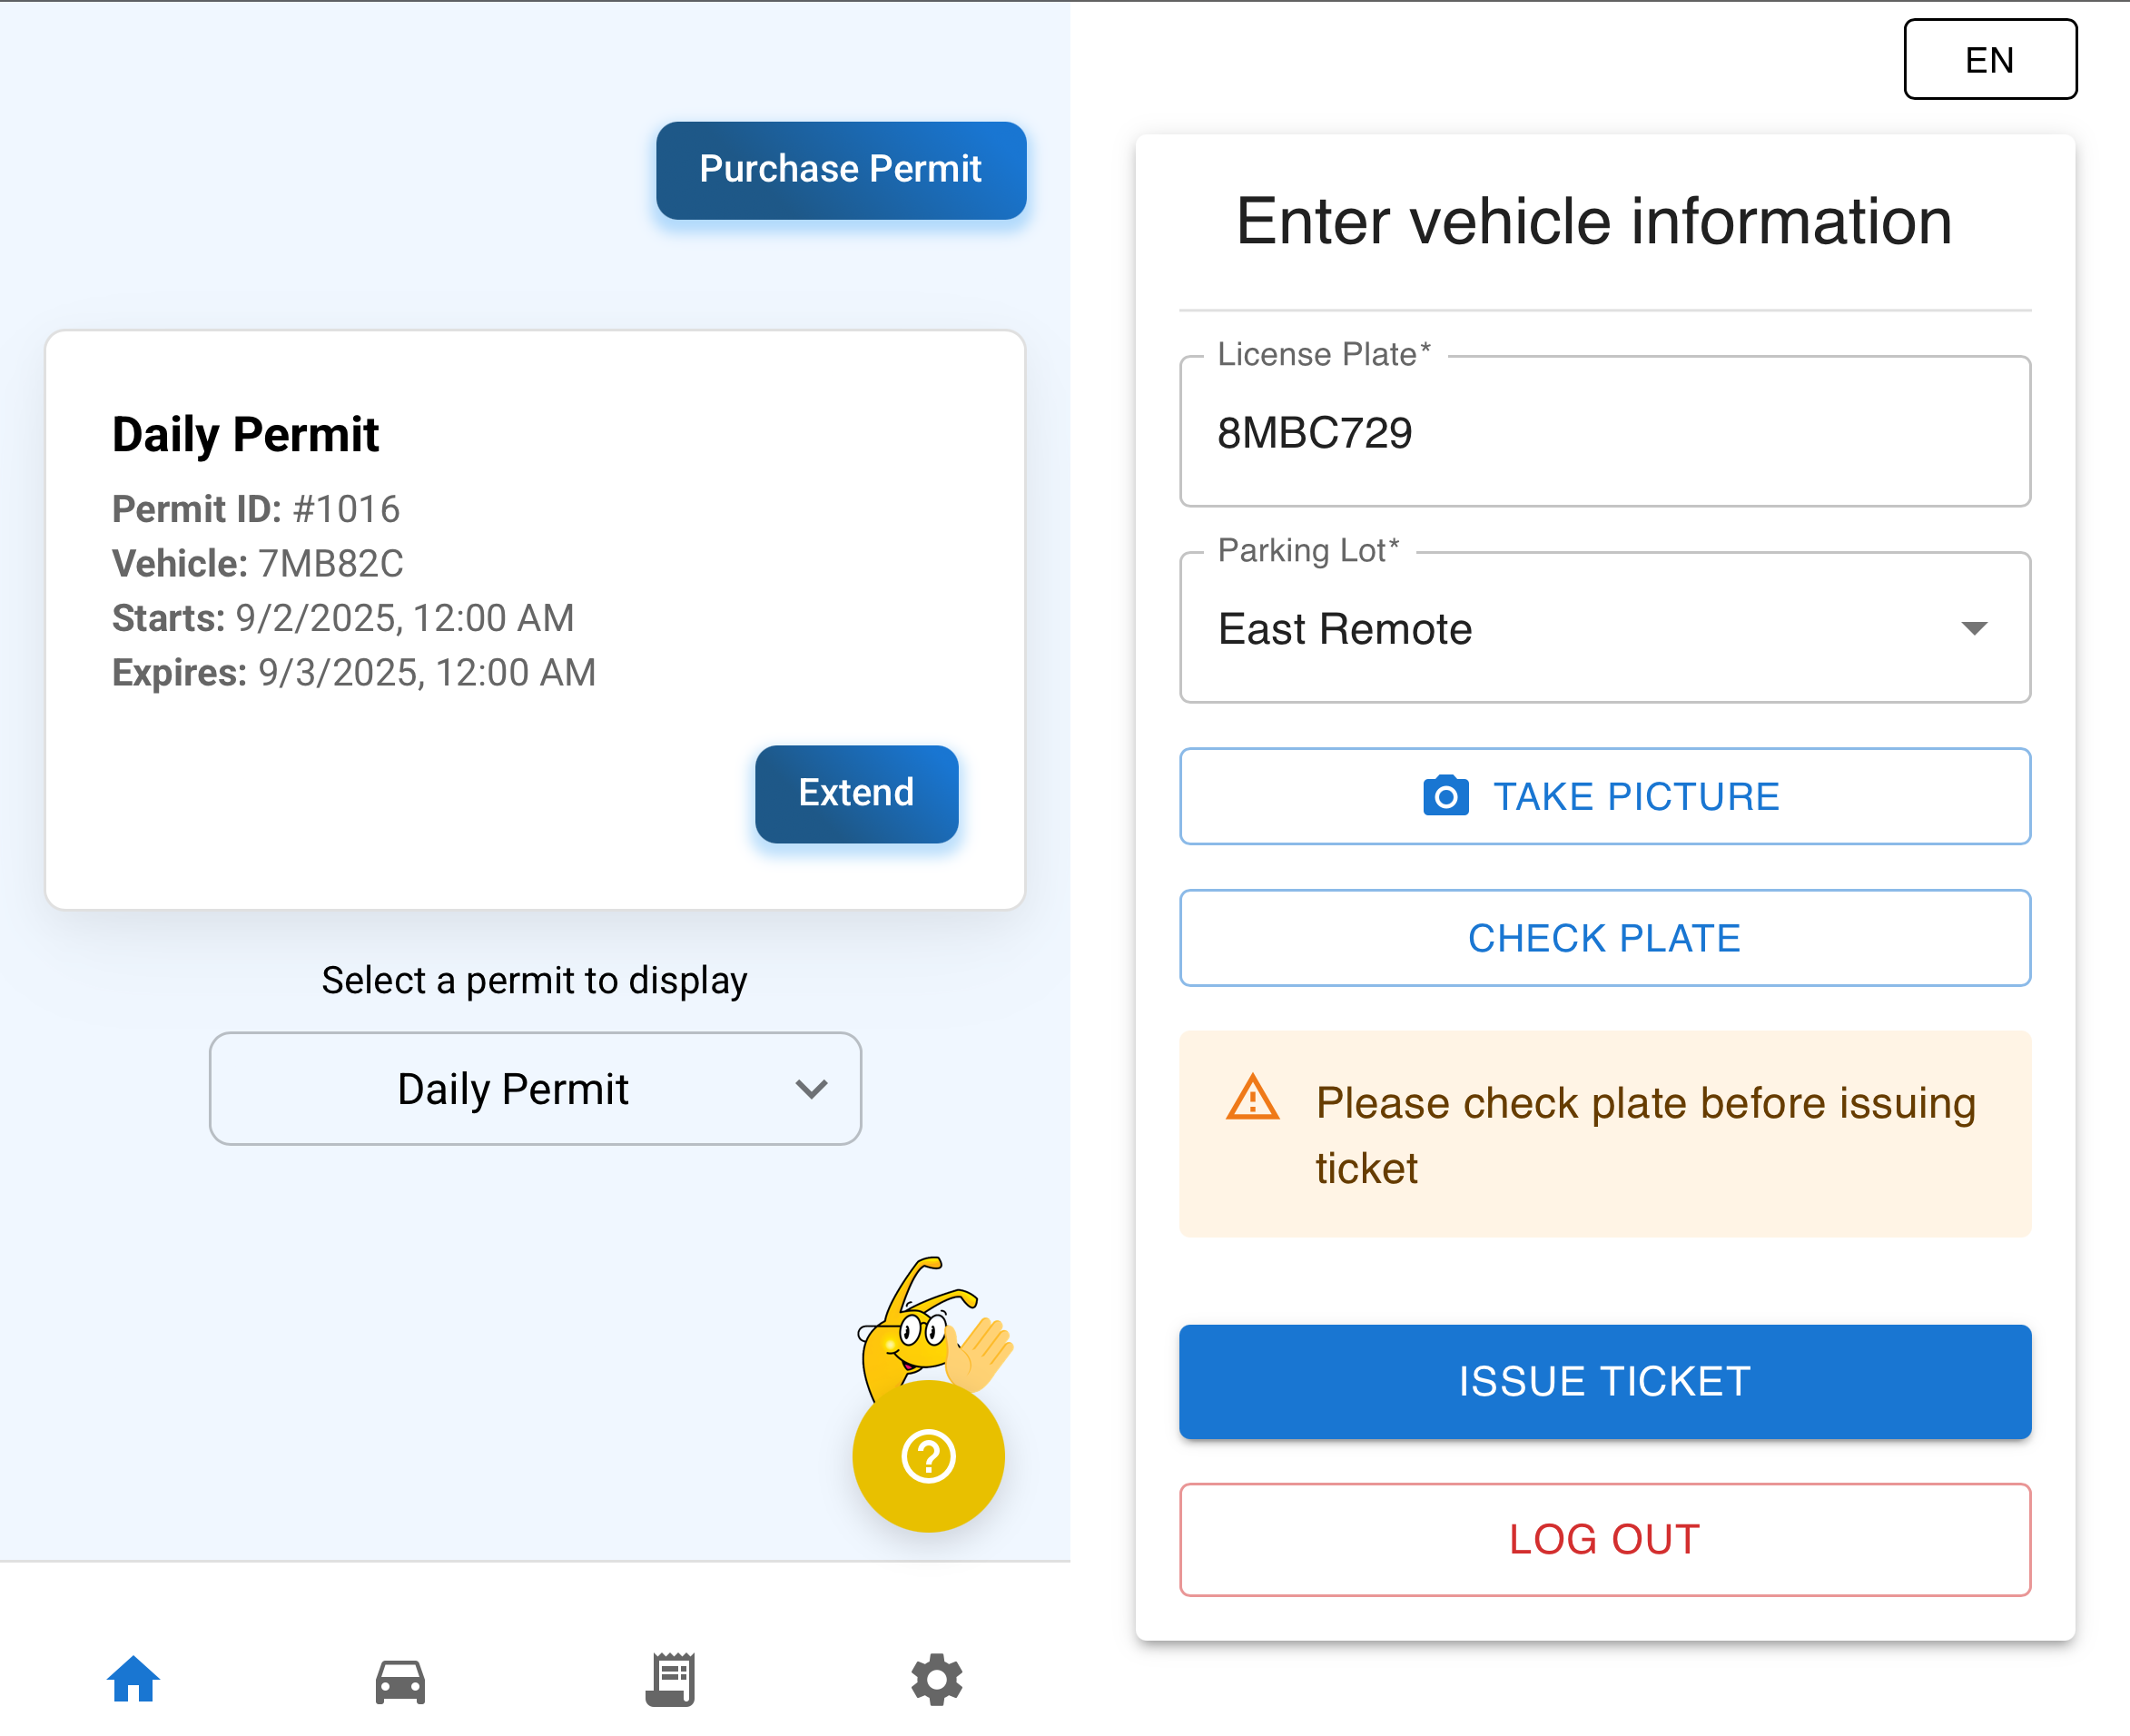 Purchase Permit
Daily Permit
Permit ID: #1016
Vehicle: 7MB82C
Starts: 9/2/2025, 12:00 AM
Expires: 9/3/2025, 12:00 AM
Extend
Select a permit to display
Daily Permit
EN
Enter vehicle information
License Plate*
8MBC729
Parking Lot*
East Remote
TAKE PICTURE
CHECK PLATE
Please check plate before issuing
ticket
ISSUE TICKET
LOG OUT